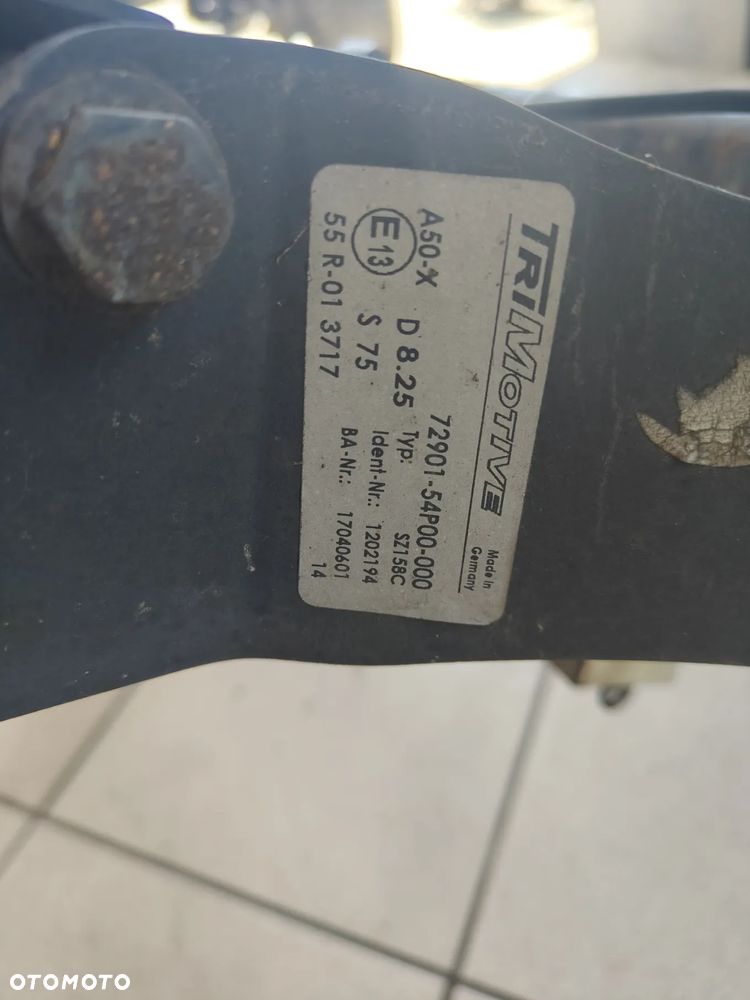 TRIMOTIVE
Made in
Germany
72901-54P00-000
A50-X D 8.25 Typ: SZ158C
E 13 S 75 Ident-Nr.: 1202194
55 R-01 3717 BA-Nr.: 17040601
14
OTOMOTO